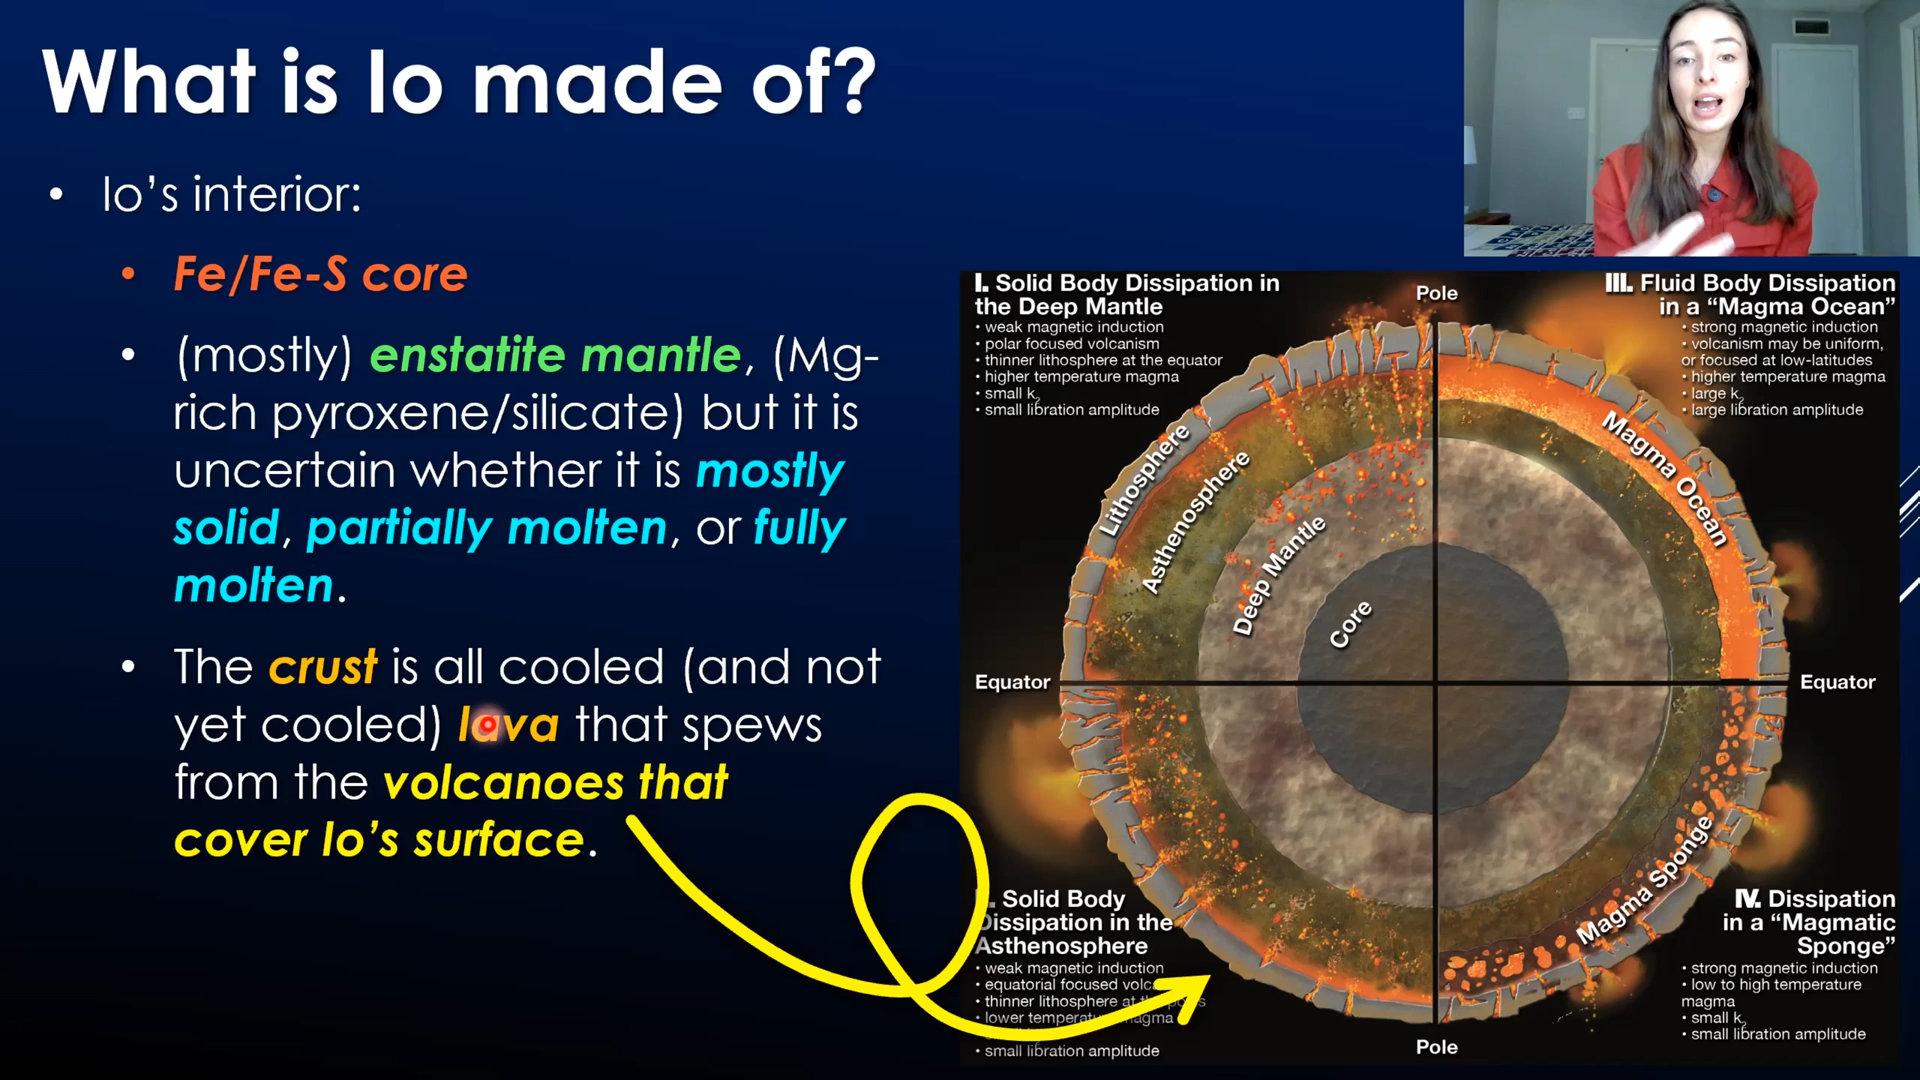 What is Io made of?
• Io's interior:
• Fe/Fe-S core
• (mostly) enstatite mantle, (Mg-
rich pyroxene/silicate) but it is
uncertain whether it is mostly
solid, partially molten, or fully
molten.
• The crust is all cooled (and not
yet cooled) lava that spews
from the volcanoes that
cover Io's surface.
I. Solid Body Dissipation in
the Deep Mantle
• weak magnetic induction
• polar focused volcanism
• thinner lithosphere at the equator
• higher temperature magma
• small k2
• small libration amplitude
Pole
III. Fluid Body Dissipation
in a “Magma Ocean”
• strong magnetic induction
• volcanism may be uniform,
or focused at low-latitudes
• higher temperature magma
• large k2
• large libration amplitude
Lithosphere
Asthenosphere
Deep Mantle
Core
Magma Ocean
Equator
Equator
Magma Sponge
Solid Body
Dissipation in the
Asthenosphere
• weak magnetic induction
• equatorial focused
• thinner lithosphere at
• lower magma
• small libration amplitude
IV. Dissipation
in a “Magmatic
Sponge”
• strong magnetic induction
• low to high temperature
magma
• small k2
• small libration amplitude
Pole